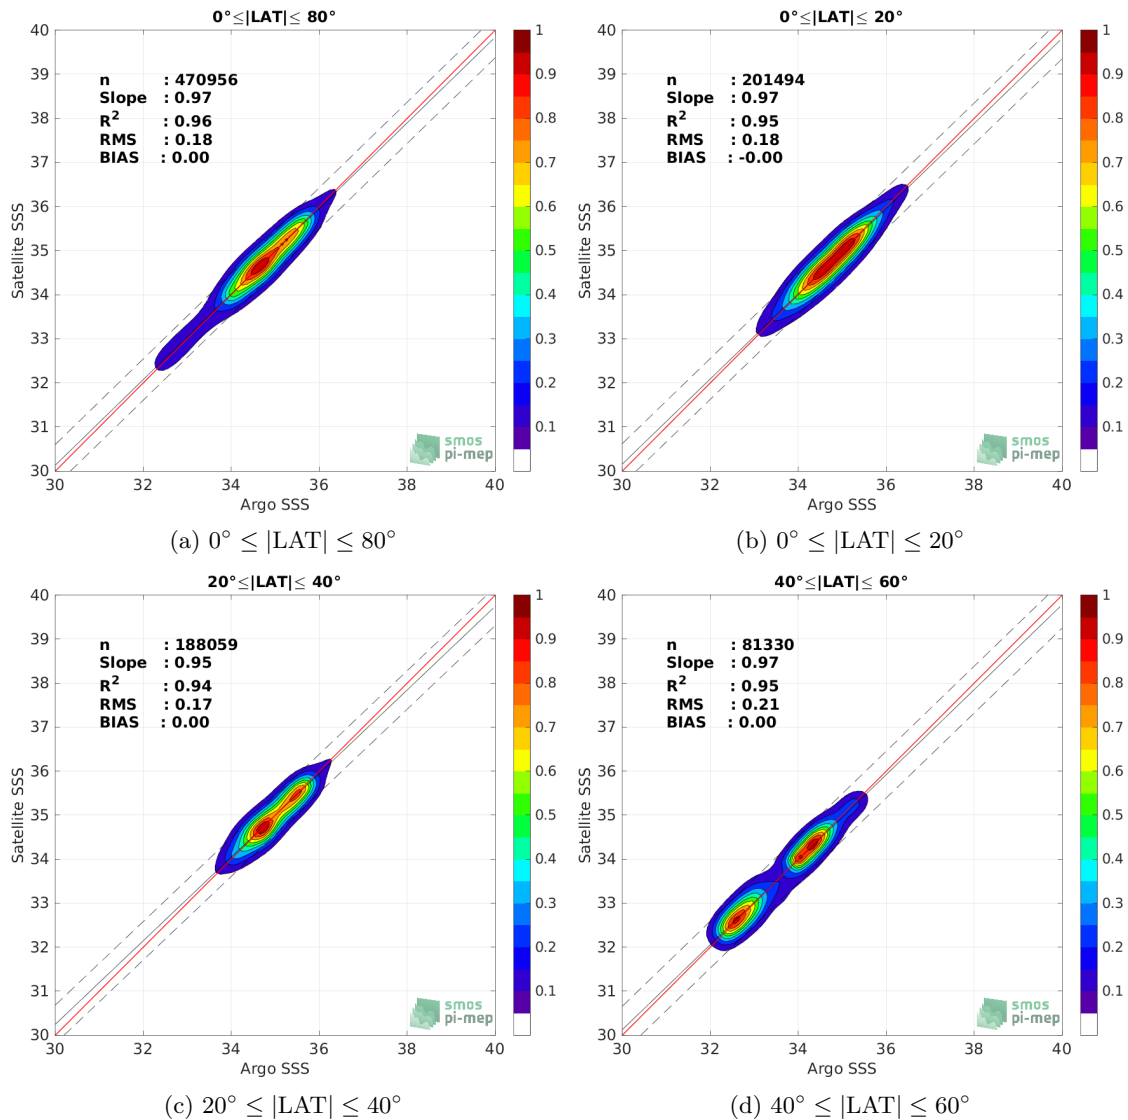 0°≤|LAT|≤ 80°
n : 470956
Slope : 0.97
R² : 0.96
RMS : 0.18
BIAS : 0.00
40
39
38
37
36
35
34
33
32
31
30
30 32 34 36 38 40
Satellite SSS
Argo SSS
1
0.9
0.8
0.7
0.6
0.5
0.4
0.3
0.2
0.1
smos
pi-mep
(a) 0° ≤ |LAT| ≤ 80°
0°≤|LAT|≤ 20°
n : 201494
Slope : 0.97
R² : 0.95
RMS : 0.18
BIAS : -0.00
40
39
38
37
36
35
34
33
32
31
30
30 32 34 36 38 40
Satellite SSS
Argo SSS
1
0.9
0.8
0.7
0.6
0.5
0.4
0.3
0.2
0.1
smos
pi-mep
(b) 0° ≤ |LAT| ≤ 20°
20°≤|LAT|≤ 40°
n : 188059
Slope : 0.95
R² : 0.94
RMS : 0.17
BIAS : 0.00
40
39
38
37
36
35
34
33
32
31
30
30 32 34 36 38 40
Satellite SSS
Argo SSS
1
0.9
0.8
0.7
0.6
0.5
0.4
0.3
0.2
0.1
smos
pi-mep
(c) 20° ≤ |LAT| ≤ 40°
40°≤|LAT|≤ 60°
n : 81330
Slope : 0.97
R² : 0.95
RMS : 0.21
BIAS : 0.00
40
39
38
37
36
35
34
33
32
31
30
30 32 34 36 38 40
Satellite SSS
Argo SSS
1
0.9
0.8
0.7
0.6
0.5
0.4
0.3
0.2
0.1
smos
pi-mep
(d) 40° ≤ |LAT| ≤ 60°